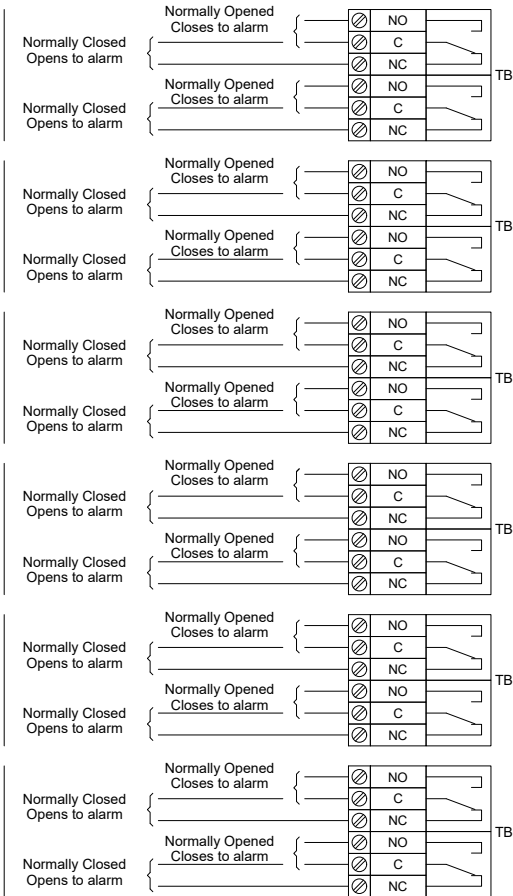 Normally Opened
Closes to alarm
NO
Normally Closed
Opens to alarm
C
NC
TB
Normally Opened
Closes to alarm
NO
Normally Closed
Opens to alarm
C
NC
Normally Opened
Closes to alarm
NO
Normally Closed
Opens to alarm
C
NC
TB
Normally Opened
Closes to alarm
NO
Normally Closed
Opens to alarm
C
NC
Normally Opened
Closes to alarm
NO
Normally Closed
Opens to alarm
C
NC
TB
Normally Opened
Closes to alarm
NO
Normally Closed
Opens to alarm
C
NC
Normally Opened
Closes to alarm
NO
Normally Closed
Opens to alarm
C
NC
TB
Normally Opened
Closes to alarm
NO
Normally Closed
Opens to alarm
C
NC
Normally Opened
Closes to alarm
NO
Normally Closed
Opens to alarm
C
NC
TB
Normally Opened
Closes to alarm
NO
Normally Closed
Opens to alarm
C
NC
Normally Opened
Closes to alarm
NO
Normally Closed
Opens to alarm
C
NC
TB
Normally Opened
Closes to alarm
NO
Normally Closed
Opens to alarm
C
NC